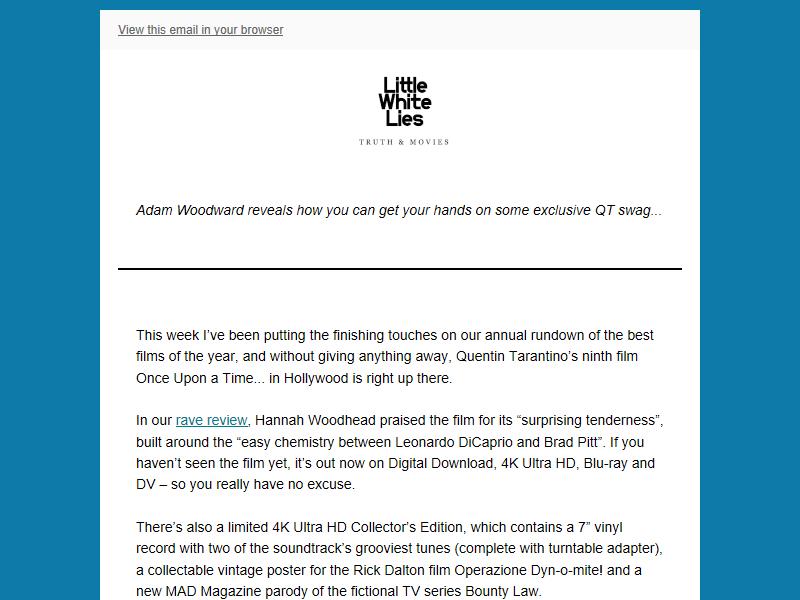 View this email in your browser
Little
White
Lies
TRUTH & MOVIES
Adam Woodward reveals how you can get your hands on some exclusive QT swag...
This week I’ve been putting the finishing touches on our annual rundown of the best
films of the year, and without giving anything away, Quentin Tarantino’s ninth film
Once Upon a Time... in Hollywood is right up there.
In our rave review, Hannah Woodhead praised the film for its “surprising tenderness”,
built around the “easy chemistry between Leonardo DiCaprio and Brad Pitt”. If you
haven’t seen the film yet, it’s out now on Digital Download, 4K Ultra HD, Blu-ray and
DV – so you really have no excuse.
There’s also a limited 4K Ultra HD Collector’s Edition, which contains a 7” vinyl
record with two of the soundtrack’s grooviest tunes (complete with turntable adapter),
a collectable vintage poster for the Rick Dalton film Operazione Dyn-o-mite! and a
new MAD Magazine parody of the fictional TV series Bounty Law.